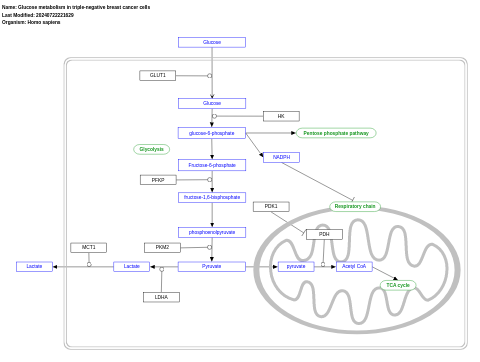 Name: Glucose metabolism in triple-negative breast cancer cells
Last Modified: 20240722221629
Organism: Homo sapiens
Glucose
GLUT1
Glucose
HK
glucose-6-phosphate
Pentose phosphate pathway
Glycolysis
NADPH
Fructose-6-phosphate
PFKP
fructose-1,6-bisphosphate
PDK1
Respiratory chain
phosphoenolpyruvate
PDH
MCT1
PKM2
Lactate
Lactate
Pyruvate
pyruvate
Acetyl CoA
TCA cycle
LDHA